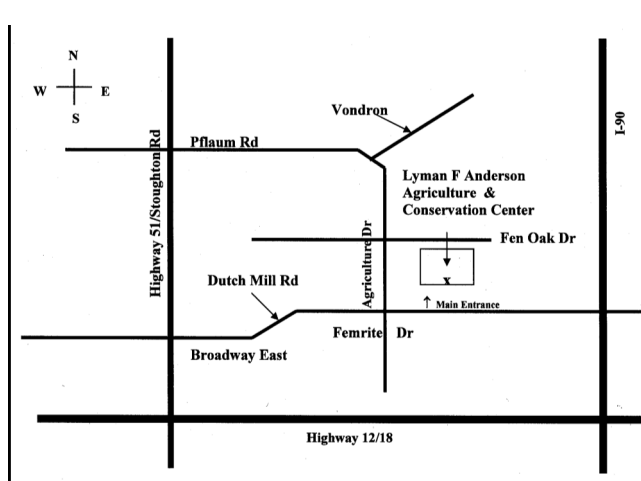 N
W E
S
Vondron
I-90
Pflaum Rd
Highway 51/Stoughton Rd
Lyman F Anderson
Agriculture &
Conservation Center
Fen Oak Dr
Agriculture Dr
Dutch Mill Rd
x
↑ Main Entrance
Femrite Dr
Broadway East
Highway 12/18